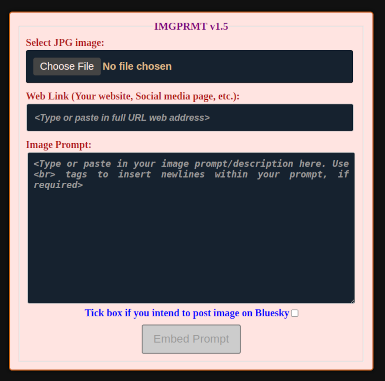 IMGPRMT v1.5
Select JPG image:
Choose File No file chosen
Web Link (Your website, Social media page, etc.):
<Type or paste in full URL web address>
Image Prompt:
<Type or paste in your image prompt/description here. Use
<br> tags to insert newlines within your prompt, if
required>
Tick box if you intend to post image on Bluesky
Embed Prompt